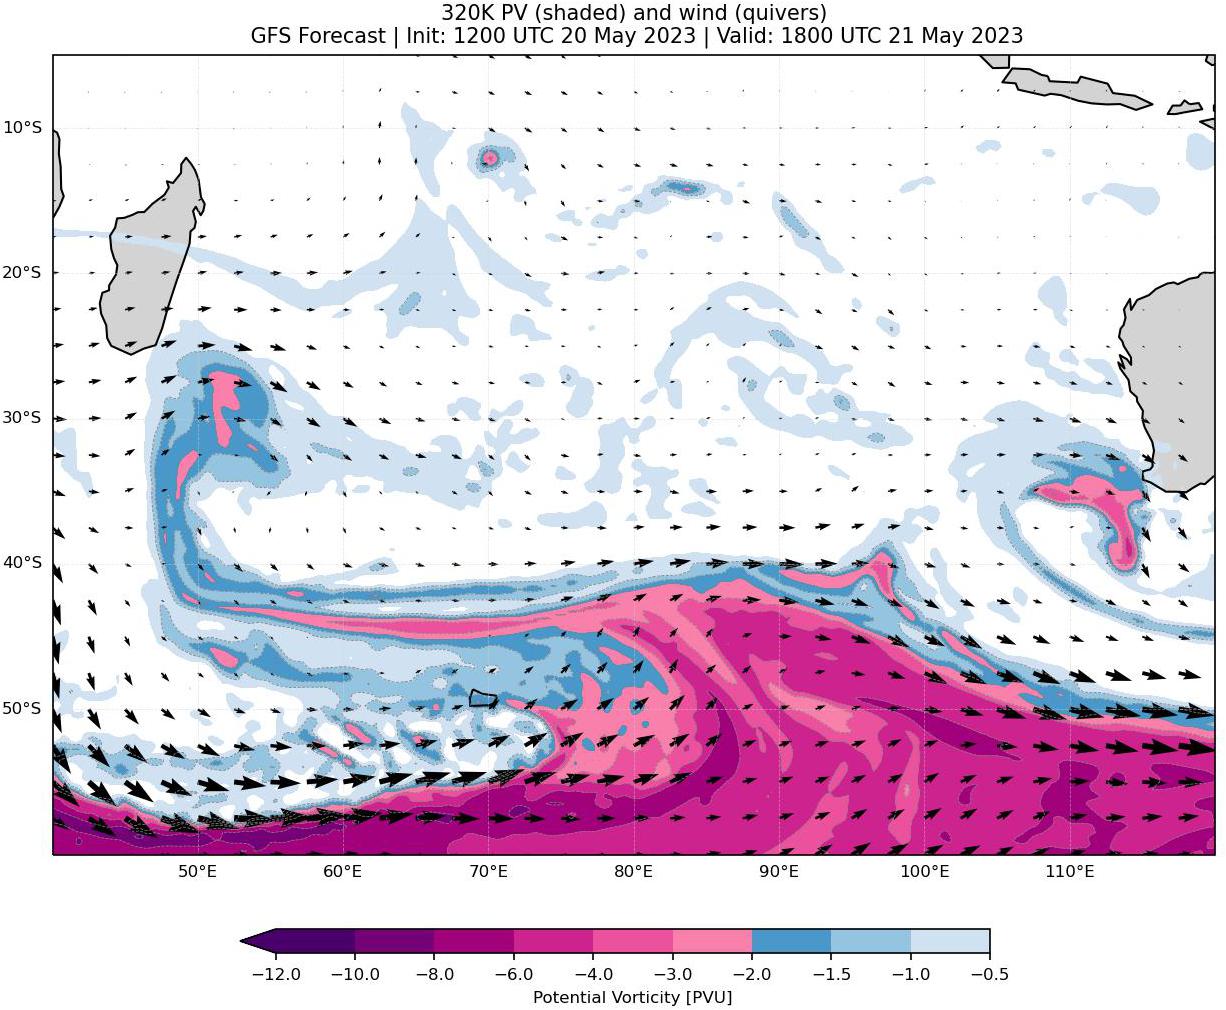 320K PV (shaded) and wind (quivers)
GFS Forecast | Init: 1200 UTC 20 May 2023 | Valid: 1800 UTC 21 May 2023
10°S
20°S
30°S
40°S
50°S
50°E 60°E 70°E 80°E 90°E 100°E 110°E
−12.0 −10.0 −8.0 −6.0 −4.0 −3.0 −2.0 −1.5 −1.0 −0.5
Potential Vorticity [PVU]